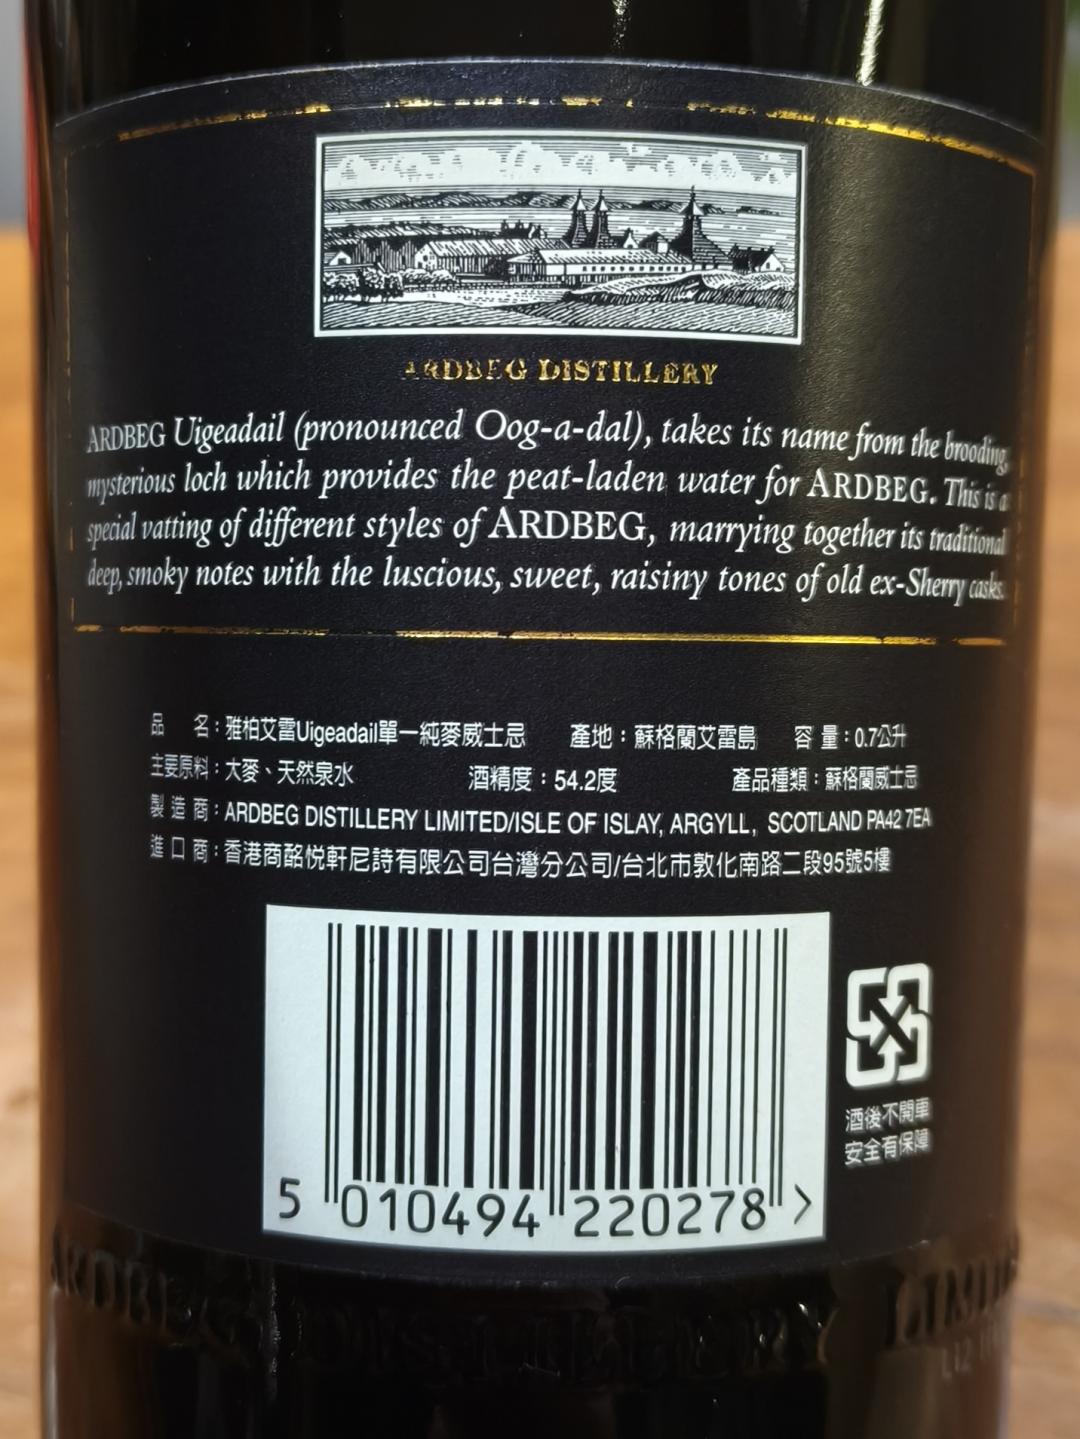 ARDBEG DISTILLERY
ARDBEG Uigeadail (pronounced Oog-a-dal), takes its name from the brooding,
mysterious loch which provides the peat-laden water for ARDBEG. This is a
special vatting of different styles of ARDBEG, marrying together its traditional
deep, smoky notes with the luscious, sweet, raisiny tones of old ex-Sherry casks.
品 名：雅柏艾雷Uigeadail單一純麥威士忌 產地：蘇格蘭艾雷島 容量：0.7公升
主要原料：大麥、天然泉水 酒精度：54.2度 產品種類：蘇格蘭威士忌
製造商：ARDBEG DISTILLERY LIMITED/ISLE OF ISLAY, ARGYLL, SCOTLAND PA42 7EA
進口商：香港商酩悦軒尼詩有限公司台灣分公司/台北市敦化南路二段95號5樓
5 010494 220278 >
酒後不開車
安全有保障
ARDBEG DISTILLERY